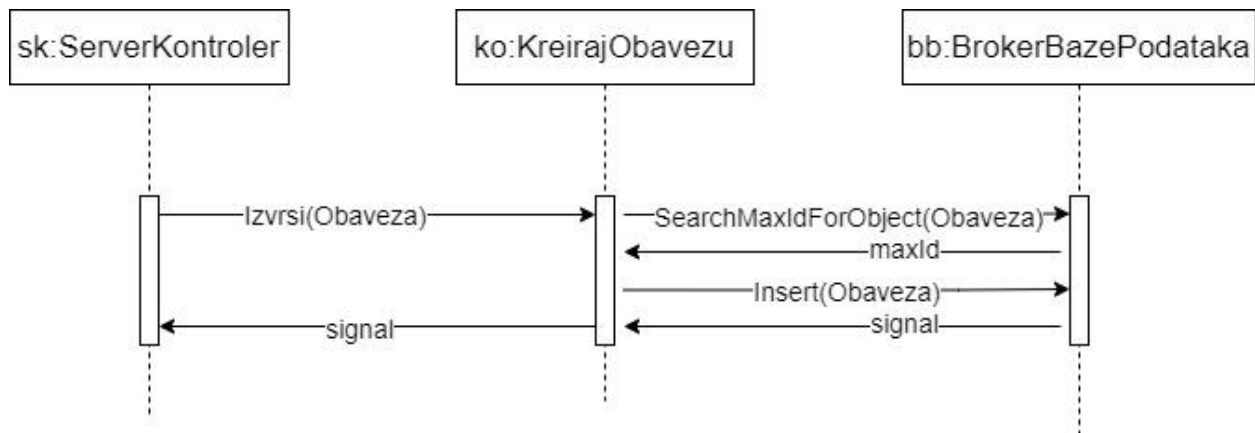 sk:ServerKontroler
ko:KreirajObavezu
bb:BrokerBazePodataka
Izvrsi(Obaveza)
SearchMaxIdForObject(Obaveza)
maxId
Insert(Obaveza)
signal
signal